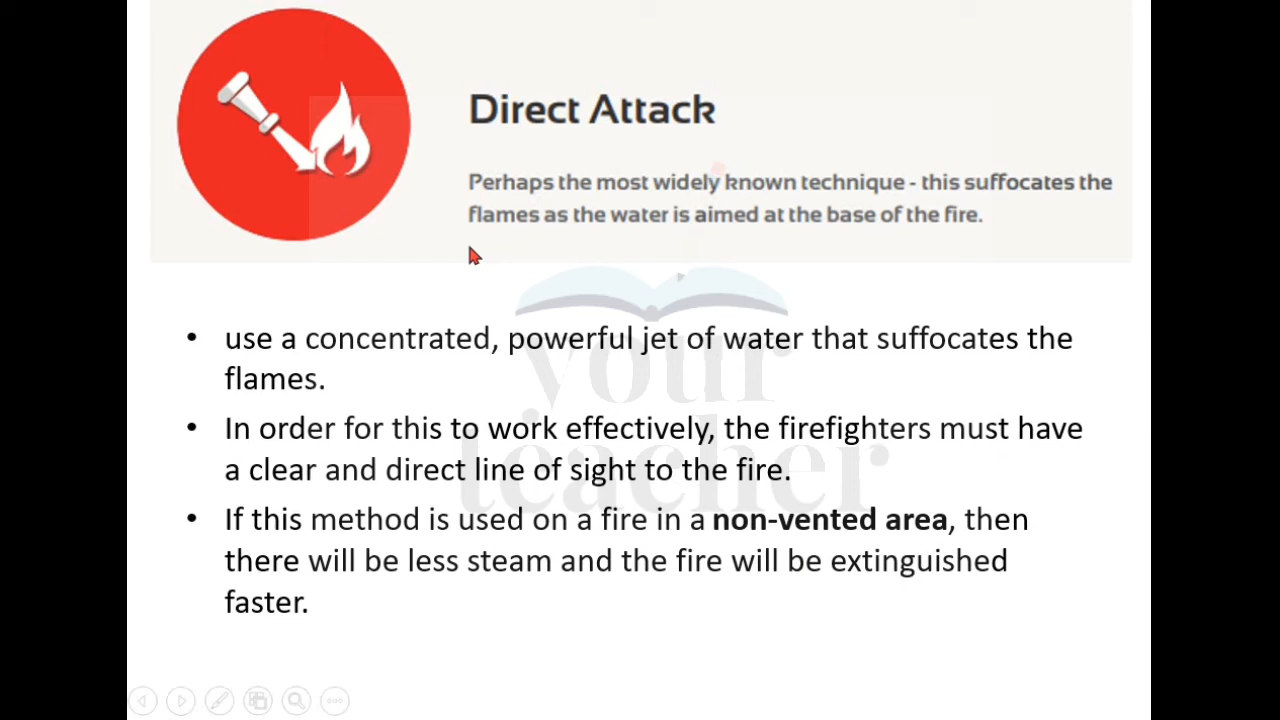 Direct Attack
Perhaps the most widely known technique - this suffocates the
flames as the water is aimed at the base of the fire.
• use a concentrated, powerful jet of water that suffocates the
flames.
• In order for this to work effectively, the firefighters must have
a clear and direct line of sight to the fire.
• If this method is used on a fire in a non-vented area, then
there will be less steam and the fire will be extinguished
faster.
your
teacher